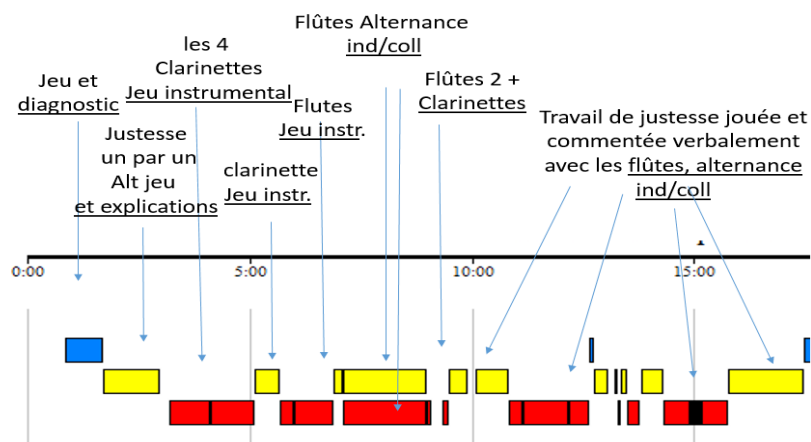 Flûtes Alternance
ind/coll
les 4
Clarinettes
Jeu instrumental
Jeu et
diagnostic
Flûtes 2 +
Clarinettes
Flutes
Jeu instr.
Travail de justesse jouée et
commentée verbalement
avec les flûtes, alternance
ind/coll
Justesse
un par un
Alt jeu
et explications
clarinette
Jeu instr.
0:00 5:00 10:00 15:00